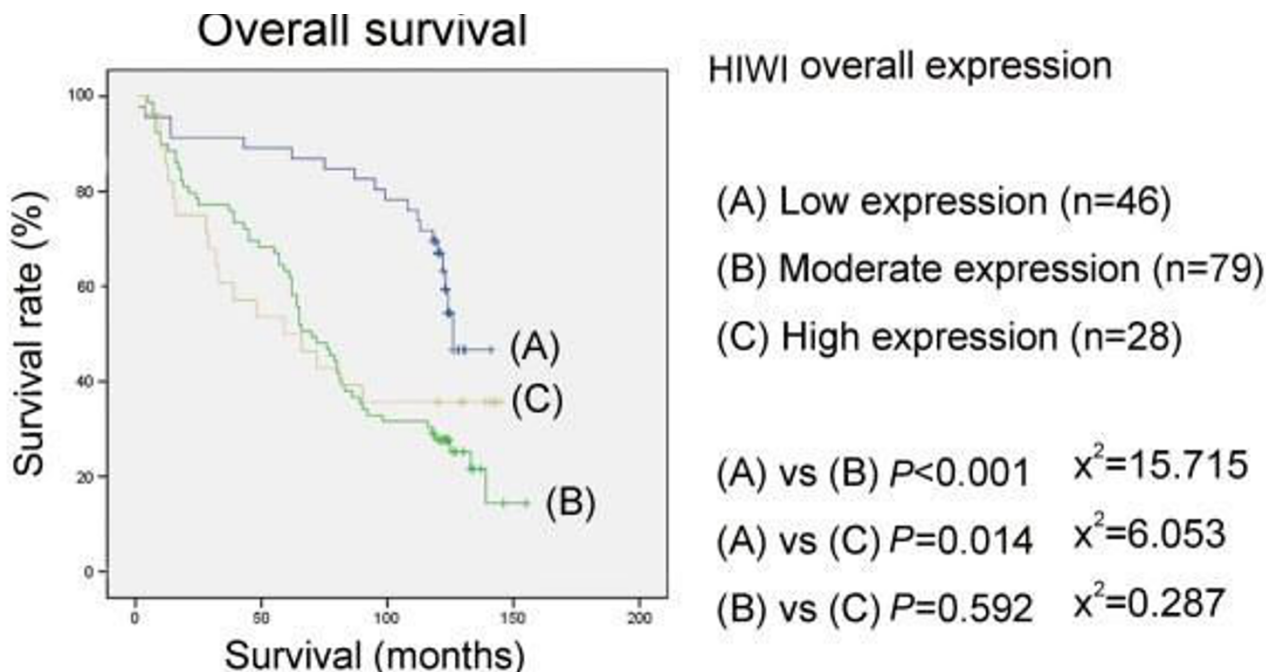 Overall survival
HIWI overall expression
Survival rate (%)
100
80
60
40
20
0
0 50 100 150 200
Survival (months)
(A)
(C)
(B)
(A) Low expression (n=46)
(B) Moderate expression (n=79)
(C) High expression (n=28)
(A) vs (B) P<0.001 x²=15.715
(A) vs (C) P=0.014 x²=6.053
(B) vs (C) P=0.592 x²=0.287